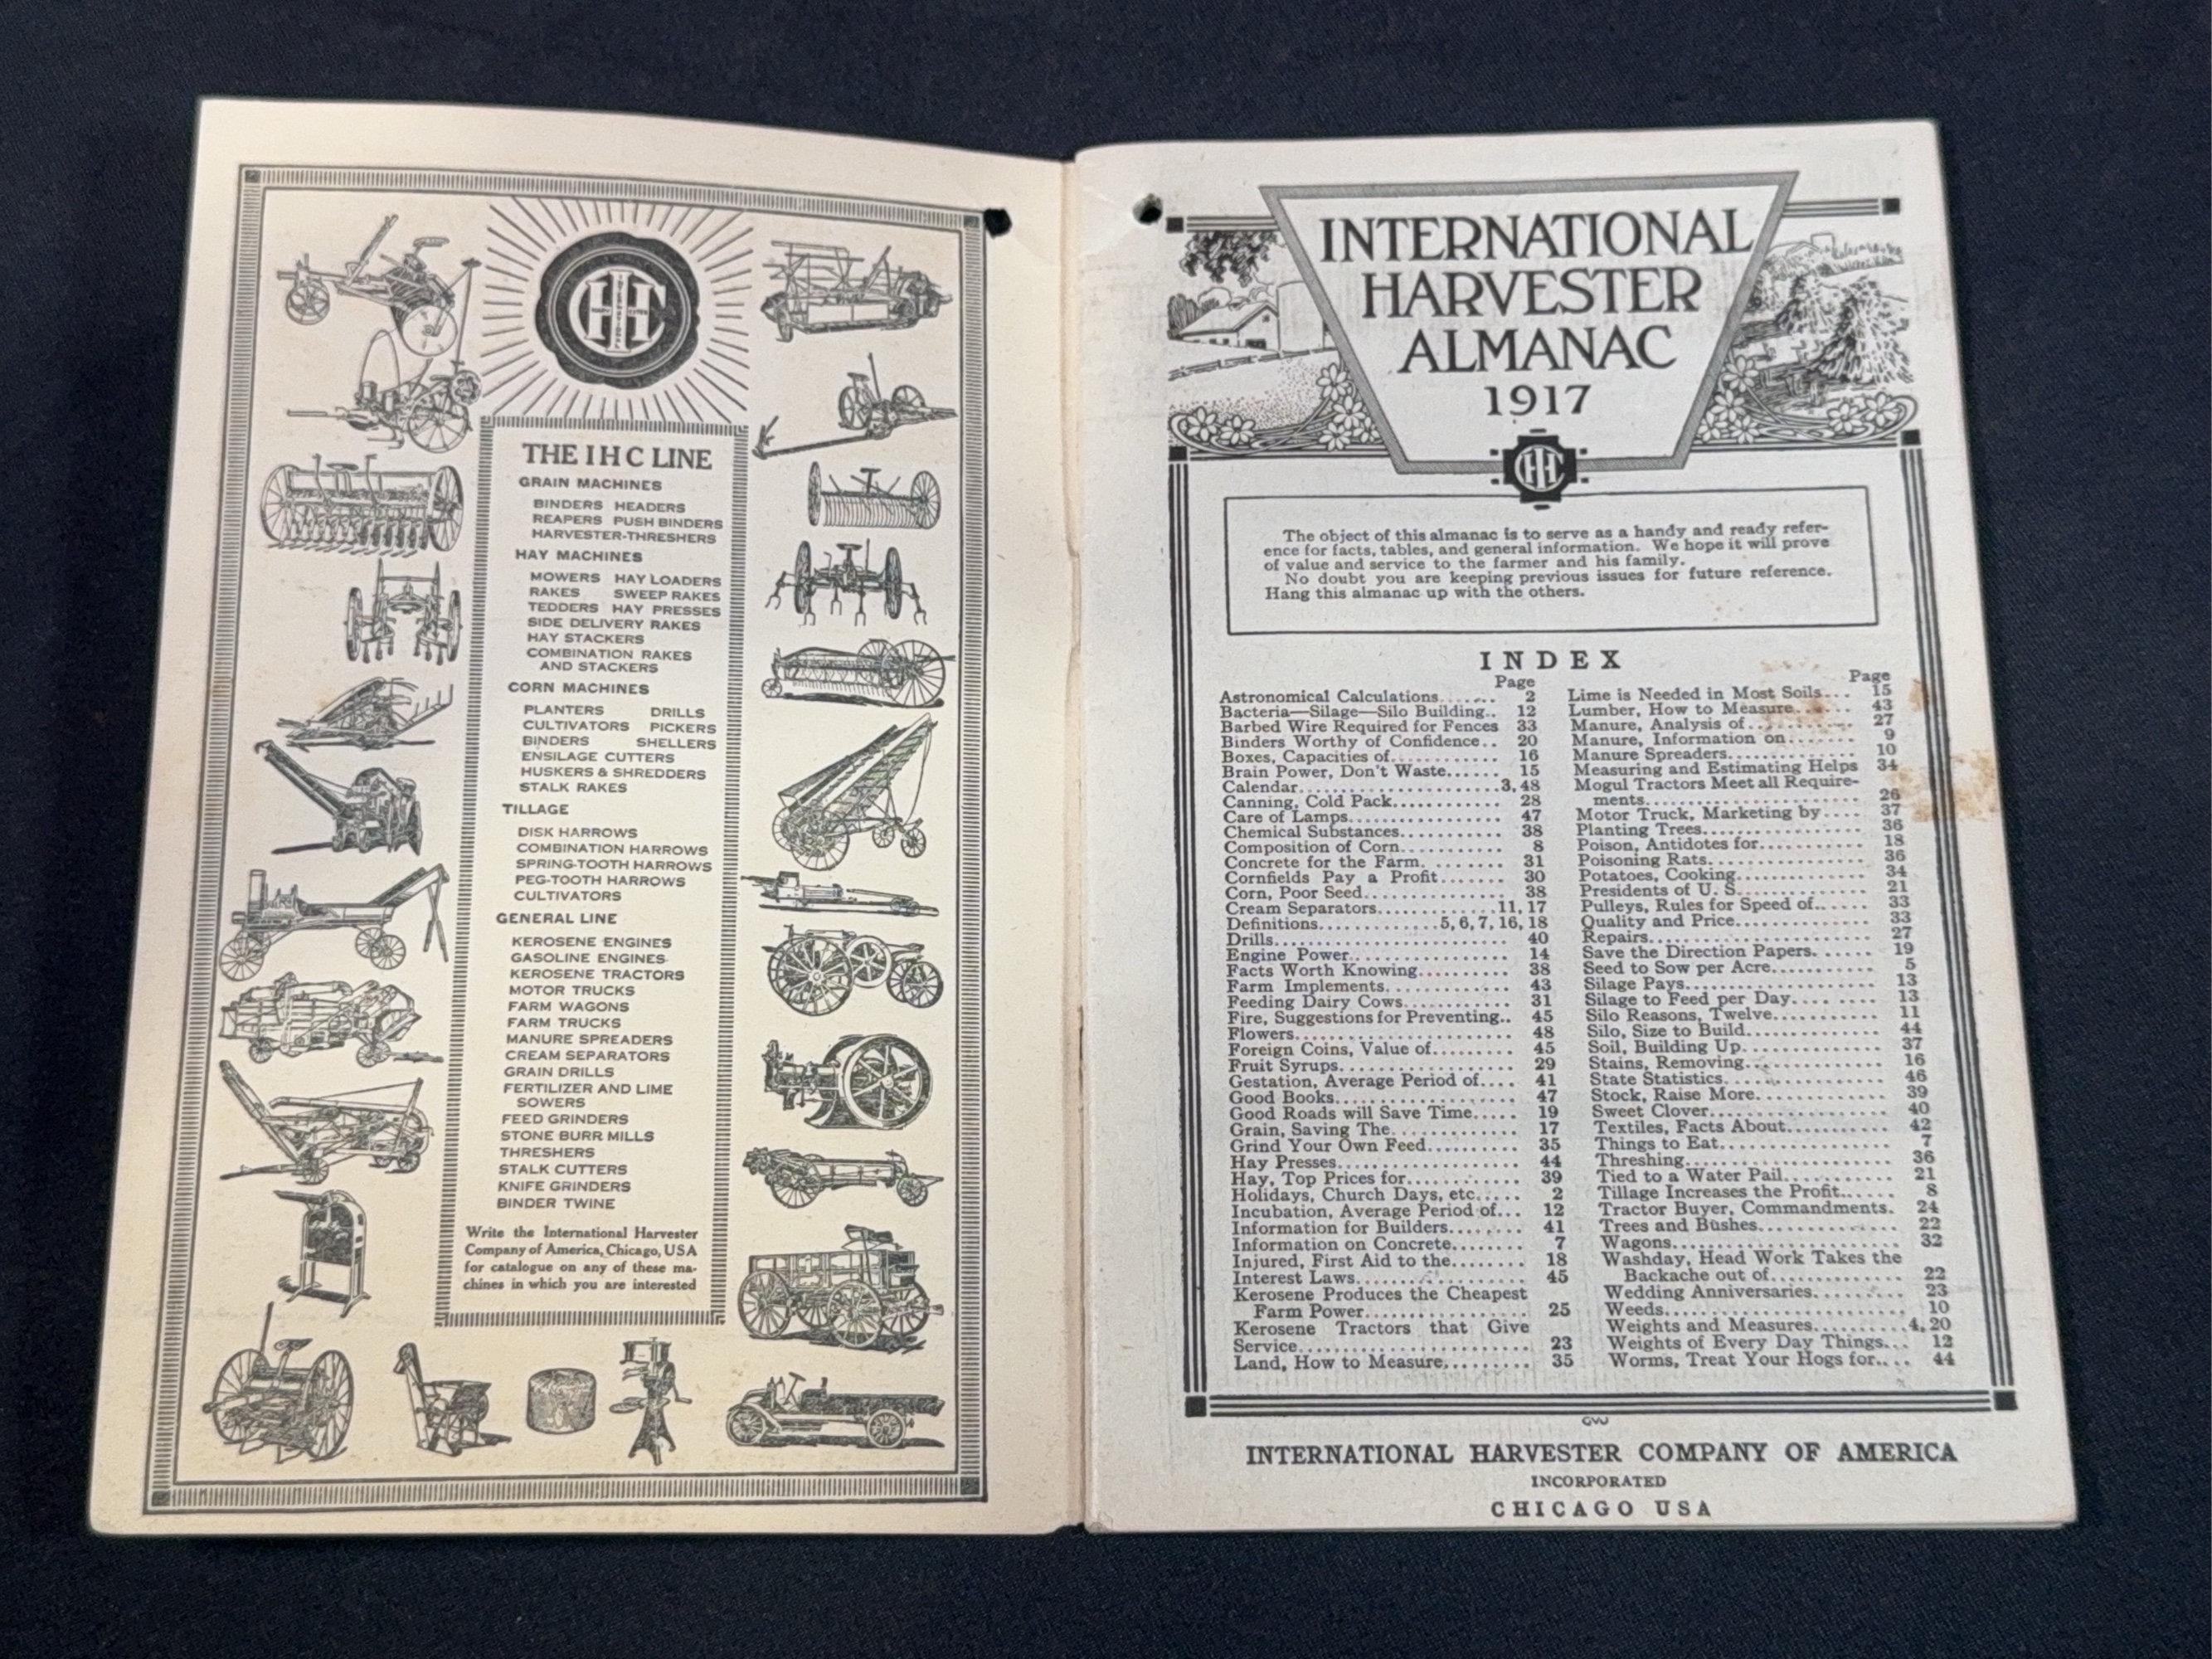 IHC
INTERNATIONAL
HARVESTER
THE I H C LINE
GRAIN MACHINES
BINDERS HEADERS
REAPERS PUSH BINDERS
HARVESTER-THRESHERS
HAY MACHINES
MOWERS HAY LOADERS
RAKES SWEEP RAKES
TEDDERS HAY PRESSES
SIDE DELIVERY RAKES
HAY STACKERS
COMBINATION RAKES
AND STACKERS
CORN MACHINES
PLANTERS DRILLS
CULTIVATORS PICKERS
BINDERS SHELLERS
ENSILAGE CUTTERS
HUSKERS & SHREDDERS
STALK RAKES
TILLAGE
DISK HARROWS
COMBINATION HARROWS
SPRING-TOOTH HARROWS
PEG-TOOTH HARROWS
CULTIVATORS
GENERAL LINE
KEROSENE ENGINES
GASOLINE ENGINES
KEROSENE TRACTORS
MOTOR TRUCKS
FARM WAGONS
FARM TRUCKS
MANURE SPREADERS
CREAM SEPARATORS
GRAIN DRILLS
FERTILIZER AND LIME
SOWERS
FEED GRINDERS
STONE BURR MILLS
THRESHERS
STALK CUTTERS
KNIFE GRINDERS
BINDER TWINE
Write the International Harvester
Company of America, Chicago, USA
for catalogue on any of these ma-
chines in which you are interested
INTERNATIONAL
HARVESTER
ALMANAC
1917
IHC
The object of this almanac is to serve as a handy and ready refer-
ence for facts, tables, and general information. We hope it will prove
of value and service to the farmer and his family.
No doubt you are keeping previous issues for future reference.
Hang this almanac up with the others.
INDEX
Page
Astronomical Calculations....... 2
Bacteria—Silage—Silo Building.. 12
Barbed Wire Required for Fences 33
Binders Worthy of Confidence.. 20
Boxes, Capacities of............ 16
Brain Power, Don't Waste...... 15
Calendar.......................3, 48
Canning, Cold Pack............ 28
Care of Lamps.................. 47
Chemical Substances............ 38
Composition of Corn............ 8
Concrete for the Farm.......... 31
Cornfields Pay a Profit....... 30
Corn, Poor Seed................ 38
Cream Separators.............11, 17
Definitions.............5, 6, 7, 16, 18
Drills.......................... 40
Engine Power................... 14
Facts Worth Knowing.......... 38
Farm Implements............... 43
Feeding Dairy Cows............ 31
Fire, Suggestions for Preventing.. 45
Flowers......................... 48
Foreign Coins, Value of......... 45
Fruit Syrups.................... 29
Gestation, Average Period of.... 41
Good Books..................... 47
Good Roads will Save Time..... 19
Grain, Saving The.............. 17
Grind Your Own Feed.......... 35
Hay Presses..................... 44
Hay, Top Prices for............. 39
Holidays, Church Days, etc..... 2
Incubation, Average Period of... 12
Information for Builders........ 41
Information on Concrete........ 7
Injured, First Aid to the........ 18
Interest Laws................... 45
Kerosene Produces the Cheapest
Farm Power.................. 25
Kerosene Tractors that Give
Service......................... 23
Land, How to Measure......... 35
Page
Lime is Needed in Most Soils... 15
Lumber, How to Measure....... 43
Manure, Analysis of............ 27
Manure, Information on........ 9
Manure Spreaders.............. 10
Measuring and Estimating Helps 34
Mogul Tractors Meet all Require-
ments........................ 26
Motor Truck, Marketing by.... 37
Planting Trees.................. 36
Poison, Antidotes for........... 18
Poisoning Rats.................. 36
Potatoes, Cooking............... 34
Presidents of U. S............... 21
Pulleys, Rules for Speed of...... 33
Quality and Price............... 33
Repairs......................... 27
Save the Direction Papers...... 19
Seed to Sow per Acre........... 5
Silage Pays..................... 13
Silage to Feed per Day......... 13
Silo Reasons, Twelve........... 11
Silo, Size to Build.............. 44
Soil, Building Up............... 37
Stains, Removing............... 16
State Statistics................. 46
Stock, Raise More.............. 39
Sweet Clover................... 40
Textiles, Facts About........... 42
Things to Eat................... 7
Threshing....................... 36
Tied to a Water Pail............ 21
Tillage Increases the Profit...... 8
Tractor Buyer, Commandments. 24
Trees and Bushes............... 22
Wagons......................... 32
Washday, Head Work Takes the
Backache out of.............. 22
Wedding Anniversaries......... 23
Weeds.......................... 10
Weights and Measures.........4, 20
Weights of Every Day Things... 12
Worms, Treat Your Hogs for.... 44
GWJ
INTERNATIONAL HARVESTER COMPANY OF AMERICA
INCORPORATED
CHICAGO USA